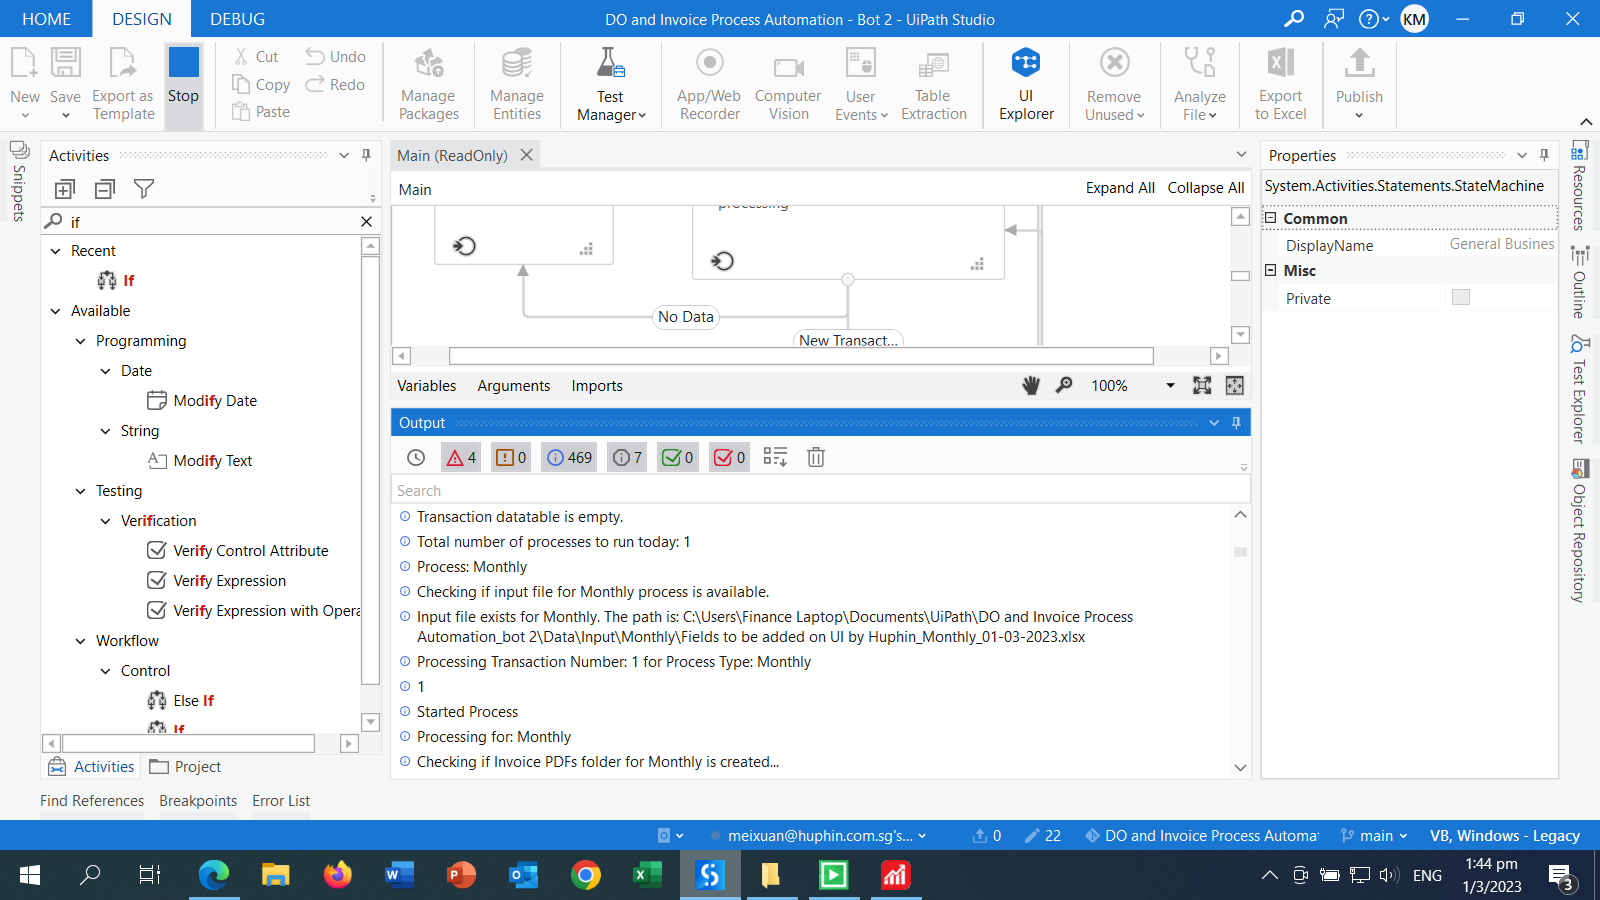 HOME
DESIGN
DEBUG
DO and Invoice Process Automation - Bot 2 - UiPath Studio
KM
New
Save
Export as Template
Stop
Cut
Copy
Paste
Undo
Redo
Manage Packages
Manage Entities
Test Manager
App/Web Recorder
Computer Vision
User Events
Table Extraction
UI Explorer
Remove Unused
Analyze File
Export to Excel
Publish
Snippets
Activities
if
Recent
If
Available
Programming
Date
Modify Date
String
Modify Text
Testing
Verification
Verify Control Attribute
Verify Expression
Verify Expression with Opera
Workflow
Control
Else If
If
Activities
Project
Main (ReadOnly)
Main
Expand All
Collapse All
processing
No Data
New Transact...
Variables
Arguments
Imports
100%
Output
4
0
469
7
0
0
Search
Transaction datatable is empty.
Total number of processes to run today: 1
Process: Monthly
Checking if input file for Monthly process is available.
Input file exists for Monthly. The path is: C:\Users\Finance Laptop\Documents\UiPath\DO and Invoice Process
Automation_bot 2\Data\Input\Monthly\Fields to be added on UI by Huphin_Monthly_01-03-2023.xlsx
Processing Transaction Number: 1 for Process Type: Monthly
1
Started Process
Processing for: Monthly
Checking if Invoice PDFs folder for Monthly is created...
Properties
System.Activities.Statements.StateMachine
Common
DisplayName
General Busines
Misc
Private
Resources
Outline
Test Explorer
Object Repository
Find References
Breakpoints
Error List
meixuan@huphin.com.sg's...
0
22
DO and Invoice Process Automat
main
VB, Windows - Legacy
ENG
1:44 pm
1/3/2023
3